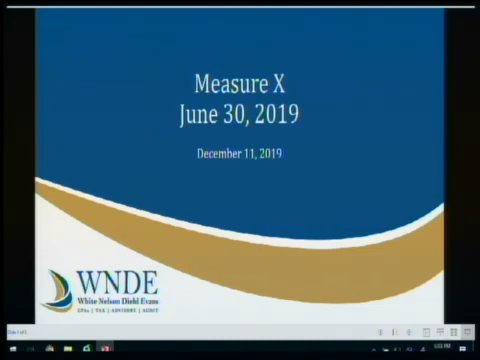 Measure X
June 30, 2019
December 11, 2019
WNDE
White Nelson Diehl Evans
CPAs | TAX | ADVISORY | AUDIT